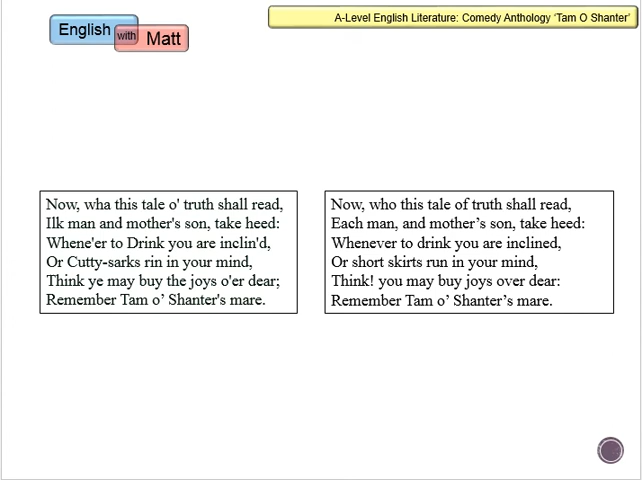 English
with
Matt
A-Level English Literature: Comedy Anthology 'Tam O Shanter'
Now, wha this tale o' truth shall read,
Ilk man and mother's son, take heed:
Whene'er to Drink you are inclin'd,
Or Cutty-sarks rin in your mind,
Think ye may buy the joys o'er dear;
Remember Tam o’ Shanter's mare.
Now, who this tale of truth shall read,
Each man, and mother’s son, take heed:
Whenever to drink you are inclined,
Or short skirts run in your mind,
Think! you may buy joys over dear:
Remember Tam o’ Shanter’s mare.